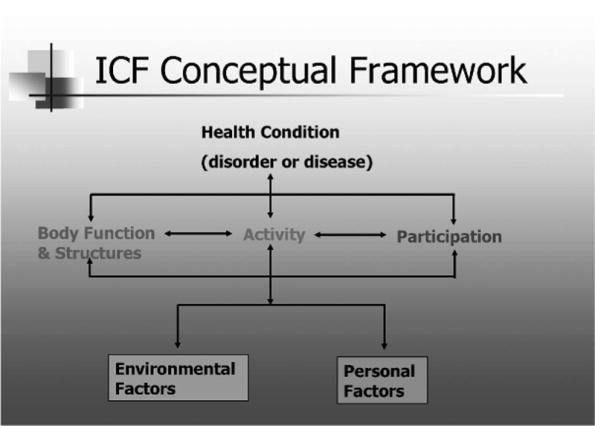 ICF Conceptual Framework
Health Condition
(disorder or disease)
Body Function
& Structures
Activity
Participation
Environmental
Factors
Personal
Factors